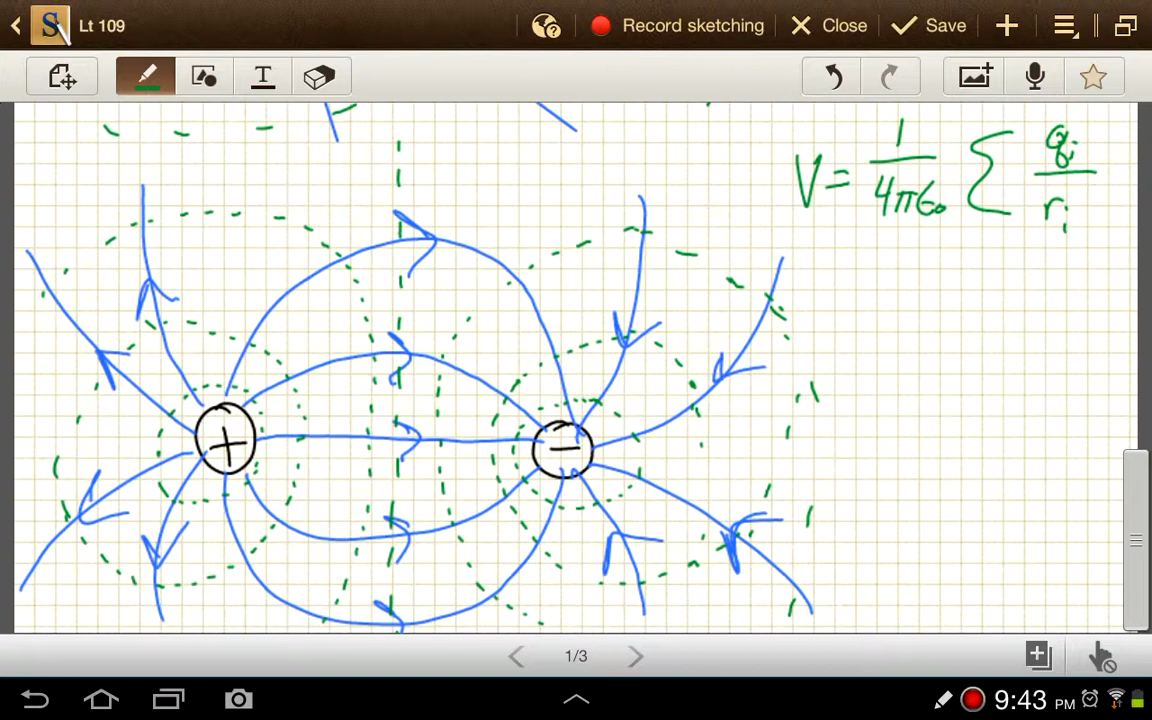 S Lt 109 Record sketching Close Save
T
V = 1/4πϵ₀ Σ qᵢ/rᵢ
+ −
1/3
9:43 PM